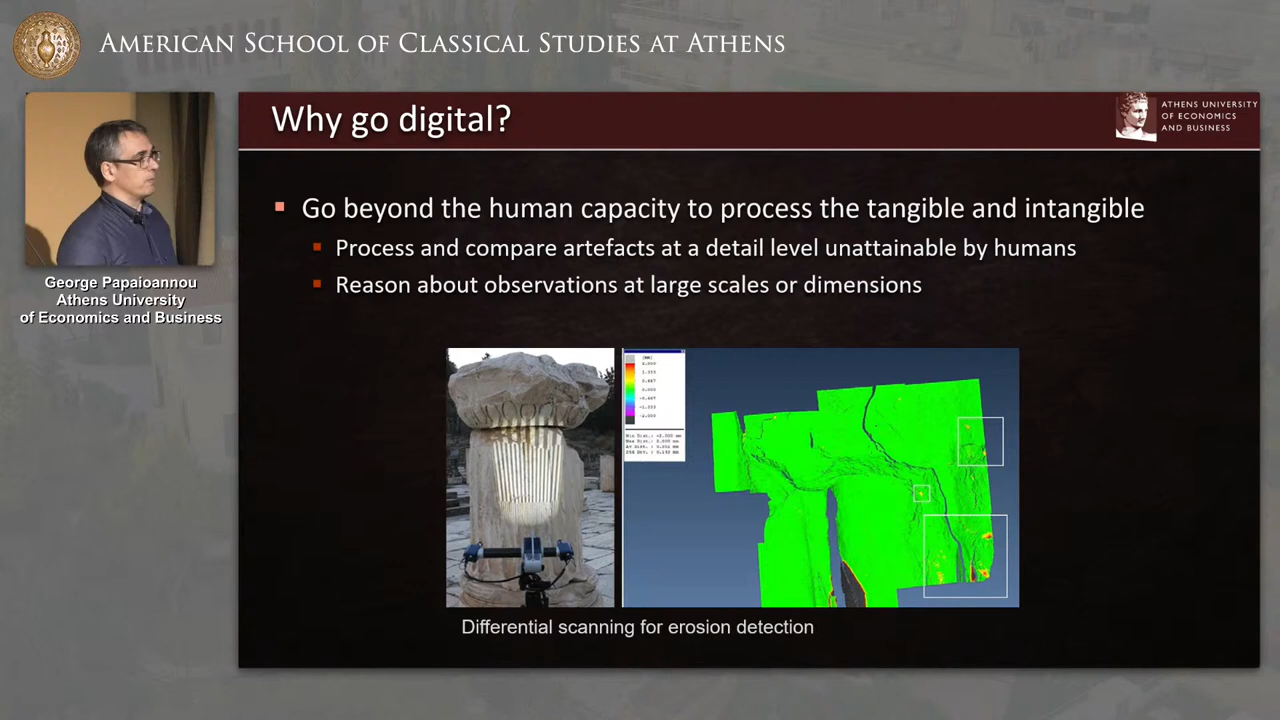 AMERICAN SCHOOL OF CLASSICAL STUDIES AT ATHENS
Why go digital?
ATHENS UNIVERSITY
OF ECONOMICS
AND BUSINESS
George Papaioannou
Athens University
of Economics and Business
▪ Go beyond the human capacity to process the tangible and intangible
▪ Process and compare artefacts at a detail level unattainable by humans
▪ Reason about observations at large scales or dimensions
Differential scanning for erosion detection